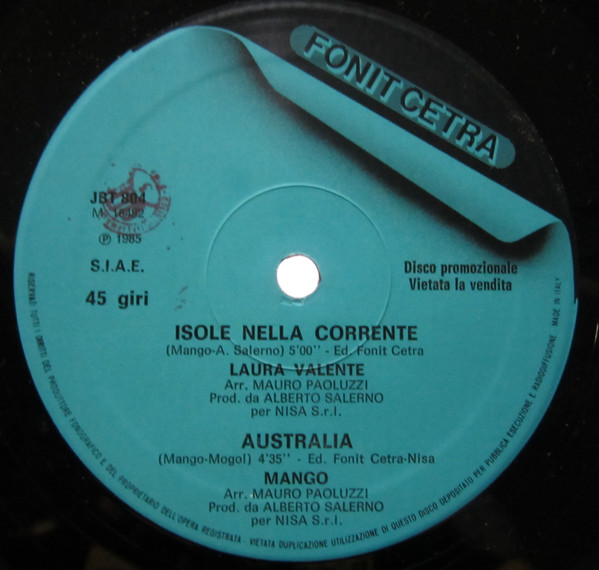 FONIT CETRA
JBT 804
℗ 1985
S.I.A.E.
45 giri
Disco promozionale
Vietata la vendita
ISOLE NELLA CORRENTE
(Mango-A. Salerno) 5'00'' - Ed. Fonit Cetra
LAURA VALENTE
Arr. MAURO PAOLUZZI
Prod. da ALBERTO SALERNO
per NISA S.r.l.
AUSTRALIA
(Mango-Mogol) 4'35'' - Ed. Fonit Cetra-Nisa
MANGO
Arr. MAURO PAOLUZZI
Prod. da ALBERTO SALERNO
per NISA S.r.l.
RISERVATI TUTTI I DIRITTI DEL PRODUTTORE FONOGRAFICO E DEL PROPRIETARIO DELL'OPERA REGISTRATA - VIETATA DUPLICAZIONE UTILIZZAZIONE DI QUESTO DISCO DEPOSITATO PER PUBBLICA ESECUZIONE E RADIODIFFUSIONE. MADE IN ITALY